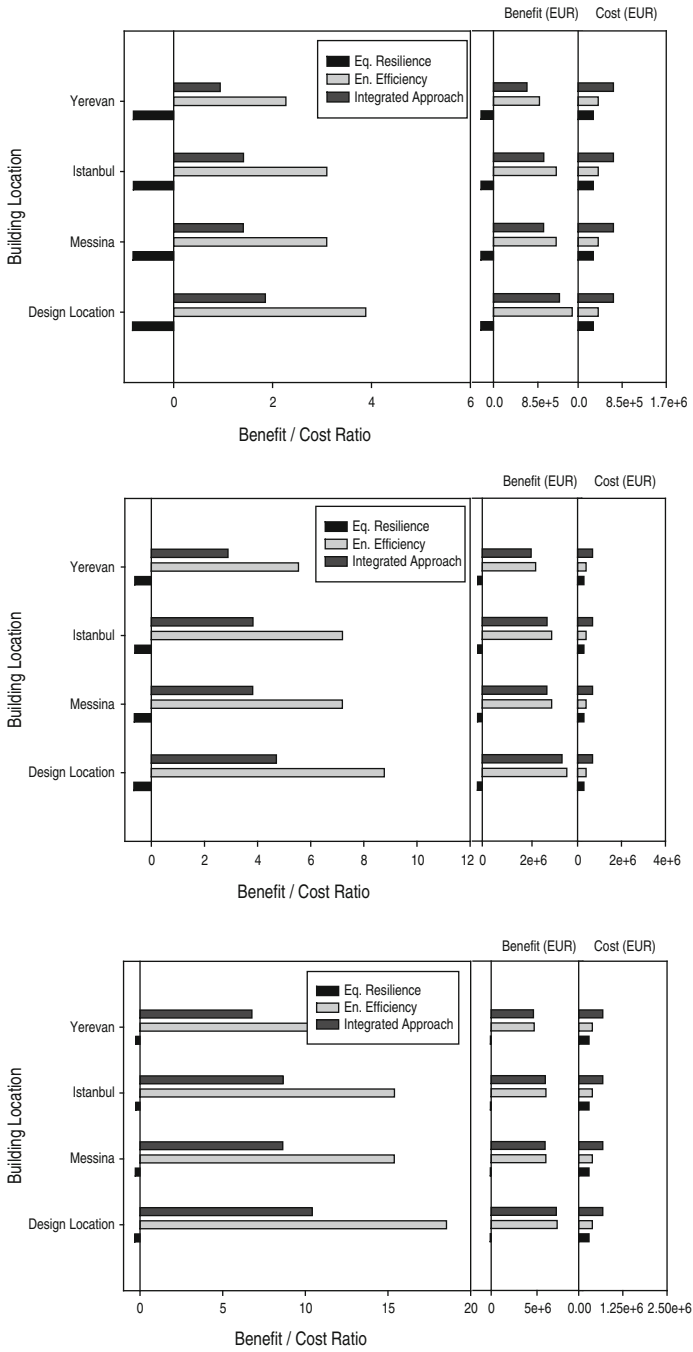 Benefit (EUR) Cost (EUR)
Eq. Resilience
En. Efficiency
Integrated Approach
Building Location
Yerevan
Istanbul
Messina
Design Location
0 2 4 6 0.0 8.5e+5 0.0 8.5e+5 1.7e+6
Benefit / Cost Ratio
Benefit (EUR) Cost (EUR)
Eq. Resilience
En. Efficiency
Integrated Approach
Building Location
Yerevan
Istanbul
Messina
Design Location
0 2 4 6 8 10 12 0 2e+6 0 2e+6 4e+6
Benefit / Cost Ratio
Benefit (EUR) Cost (EUR)
Eq. Resilience
En. Efficiency
Integrated Approach
Building Location
Yerevan
Istanbul
Messina
Design Location
0 5 10 15 20 0 5e+6 0.00 1.25e+6 2.50e+6
Benefit / Cost Ratio